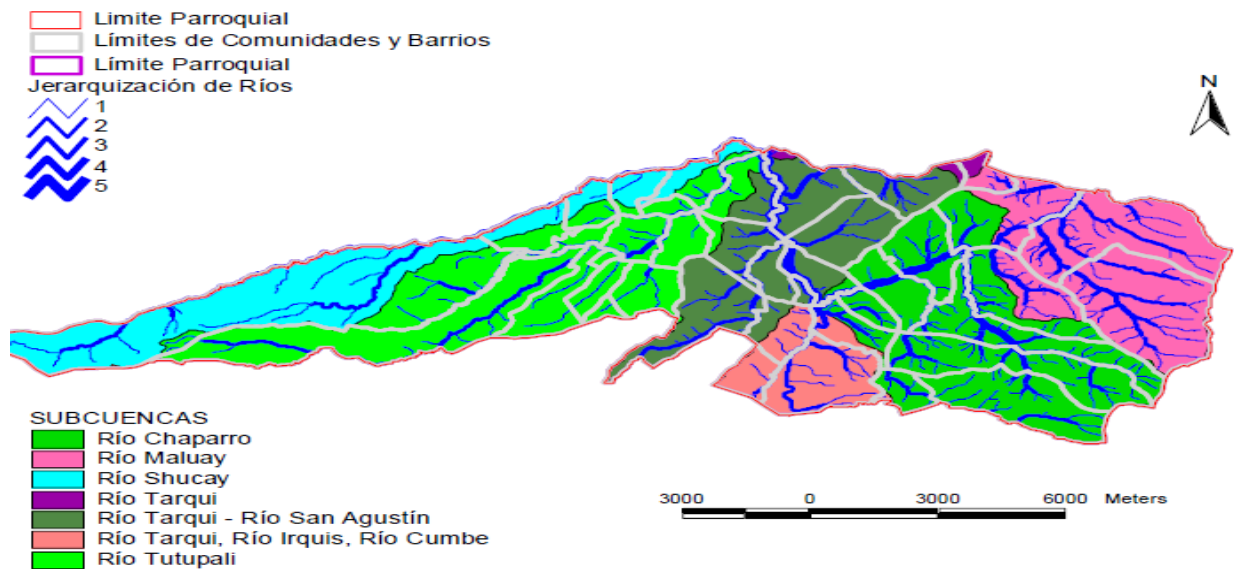 Limite Parroquial
Límites de Comunidades y Barrios
Límite Parroquial
Jerarquización de Ríos
1
2
3
4
5
N
SUBCUENCAS
Río Chaparro
Río Maluay
Río Shucay
Río Tarqui
Río Tarqui - Río San Agustín
Río Tarqui, Río Irquis, Río Cumbe
Río Tutupali
3000 0 3000 6000 Meters